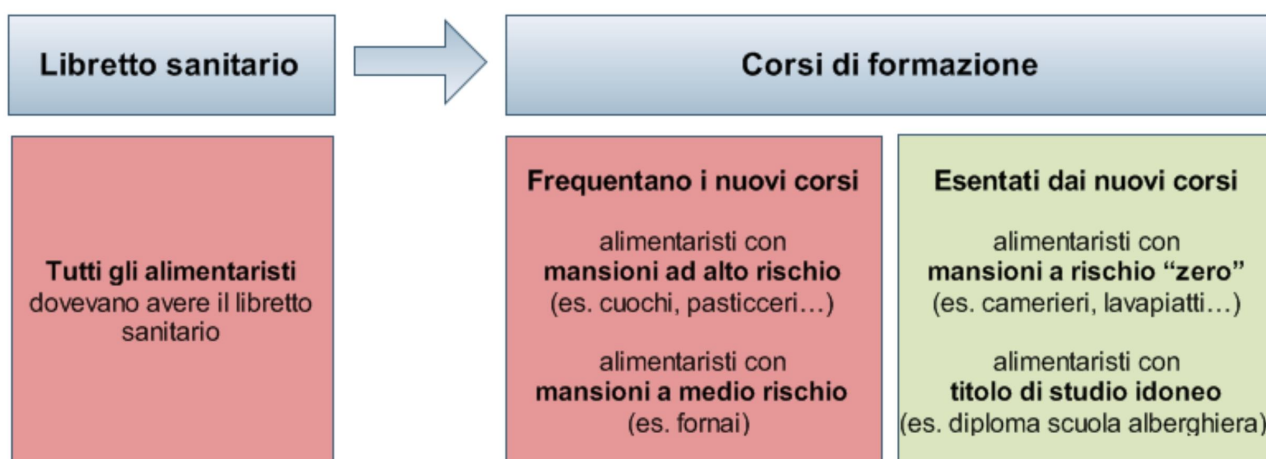 Libretto sanitario
Corsi di formazione
Tutti gli alimentaristi
dovevano avere il libretto
sanitario
Frequentano i nuovi corsi
alimentaristi con
mansioni ad alto rischio
(es. cuochi, pasticceri…)
alimentaristi con
mansioni a medio rischio
(es. fornai)
Esentati dai nuovi corsi
alimentaristi con
mansioni a rischio “zero”
(es. camerieri, lavapiatti…)
alimentaristi con
titolo di studio idoneo
(es. diploma scuola alberghiera)